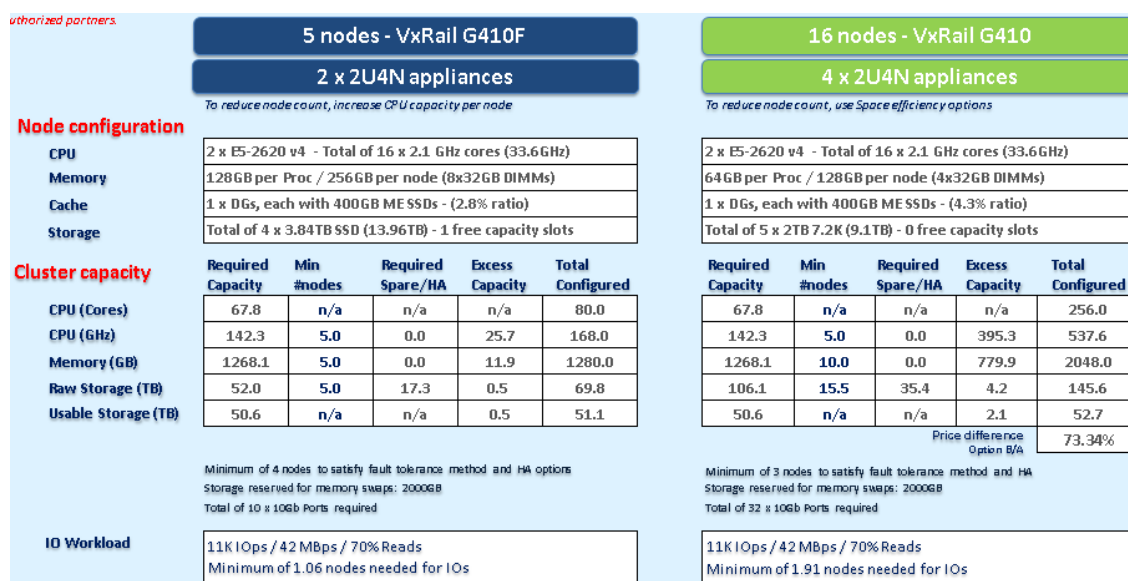 uthorized partners.
5 nodes - VxRail G410F
16 nodes - VxRail G410
2 x 2U4N appliances
4 x 2U4N appliances
To reduce node count, increase CPU capacity per node
To reduce node count, use Space efficiency options
Node configuration
CPU
2 x E5-2620 v4 - Total of 16 x 2.1 GHz cores (33.6GHz)
2 x E5-2620 v4 - Total of 16 x 2.1 GHz cores (33.6GHz)
Memory
128GB per Proc / 256GB per node (8x32GB DIMMs)
64GB per Proc / 128GB per node (4x32GB DIMMs)
Cache
1 x DGs, each with 400GB ME SSDs - (2.8% ratio)
1 x DGs, each with 400GB ME SSDs - (4.3% ratio)
Storage
Total of 4 x 3.84TB SSD (13.96TB) - 1 free capacity slots
Total of 5 x 2TB 7.2K (9.1TB) - 0 free capacity slots
Cluster capacity
Required Min Required Excess Total
Capacity #nodes Spare/HA Capacity Configured
Required Min Required Excess Total
Capacity #nodes Spare/HA Capacity Configured
CPU (Cores) 67.8 n/a n/a n/a 80.0 67.8 n/a n/a n/a 256.0
CPU (GHz) 142.3 5.0 0.0 25.7 168.0 142.3 5.0 0.0 395.3 537.6
Memory (GB) 1268.1 5.0 0.0 11.9 1280.0 1268.1 10.0 0.0 779.9 2048.0
Raw Storage (TB) 52.0 5.0 17.3 0.5 69.8 106.1 15.5 35.4 4.2 145.6
Usable Storage (TB) 50.6 n/a n/a 0.5 51.1 50.6 n/a n/a 2.1 52.7
Price difference
Option B/A
73.34%
Minimum of 4 nodes to satisfy fault tolerance method and HA options
Storage reserved for memory swaps: 2000GB
Total of 10 x 10Gb Ports required
Minimum of 3 nodes to satisfy fault tolerance method and HA
Storage reserved for memory swaps: 2000GB
Total of 32 x 10Gb Ports required
IO Workload
11K IOps / 42 MBps / 70% Reads
Minimum of 1.06 nodes needed for IOs
11K IOps / 42 MBps / 70% Reads
Minimum of 1.91 nodes needed for IOs